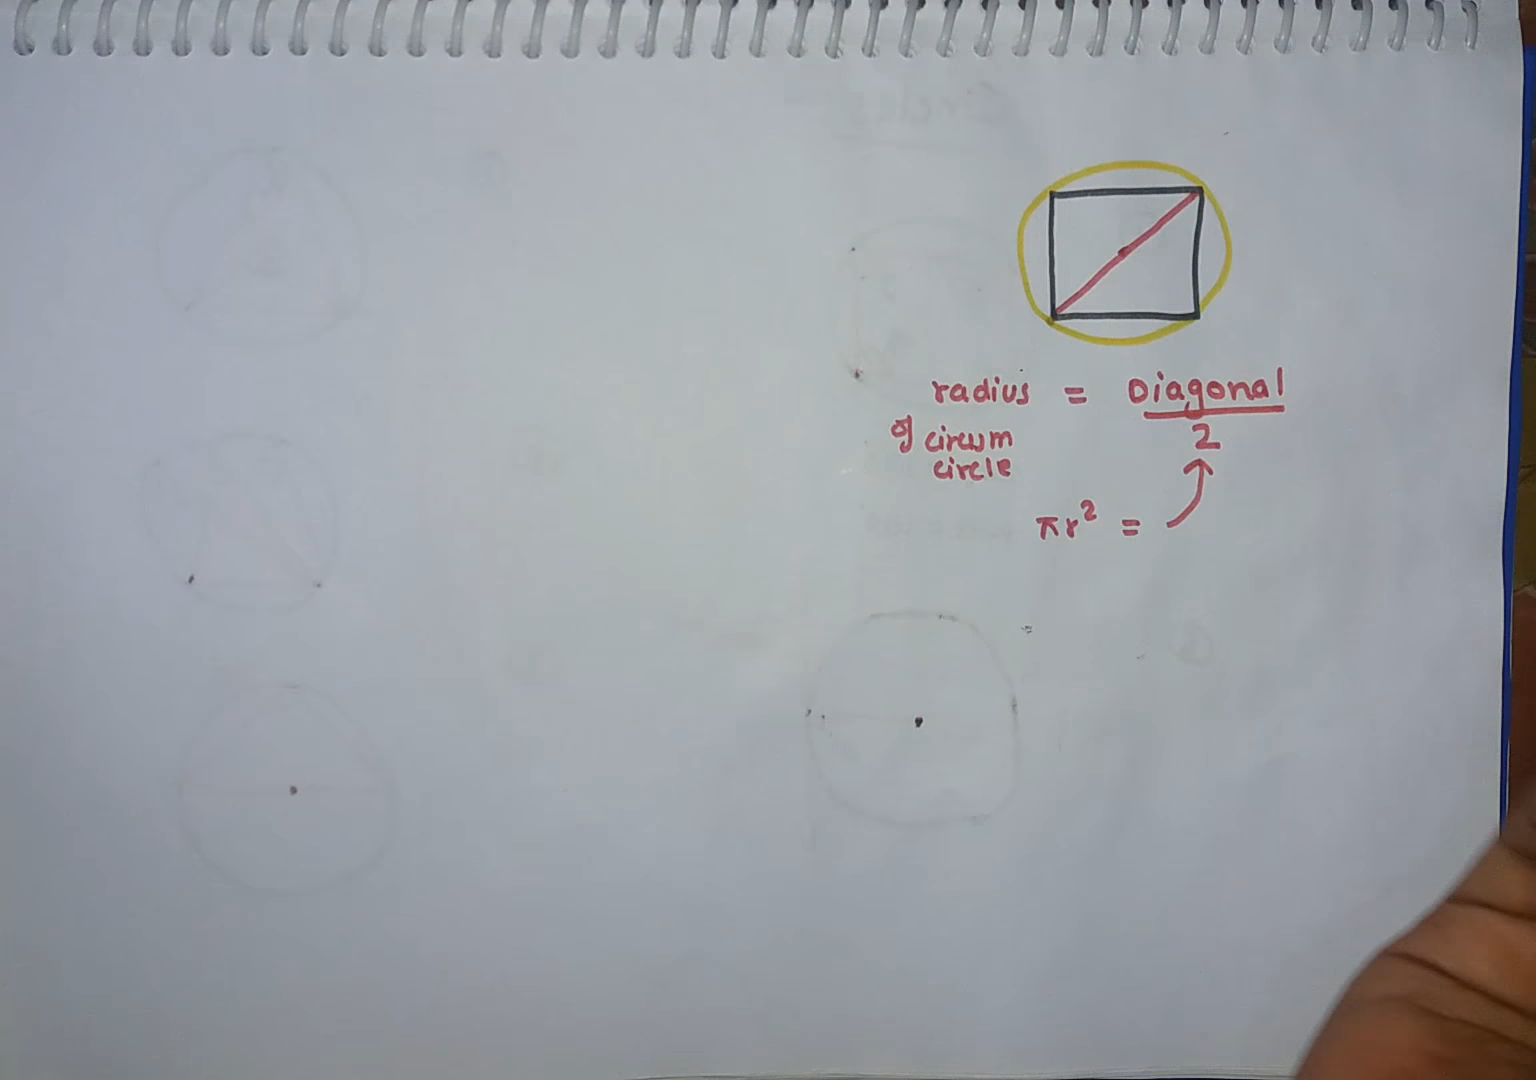 radius = Diagonal
of circum 2
circle
πr² =